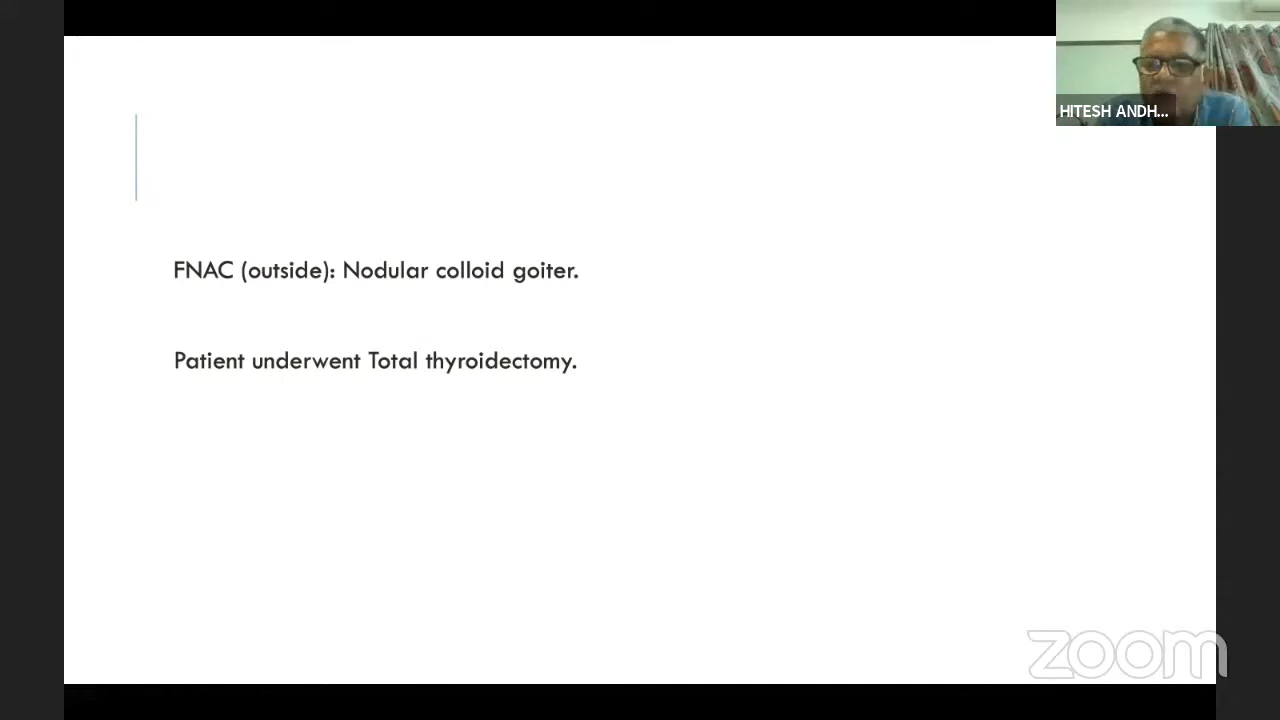 HITESH ANDH...
FNAC (outside): Nodular colloid goiter.
Patient underwent Total thyroidectomy.
zoom